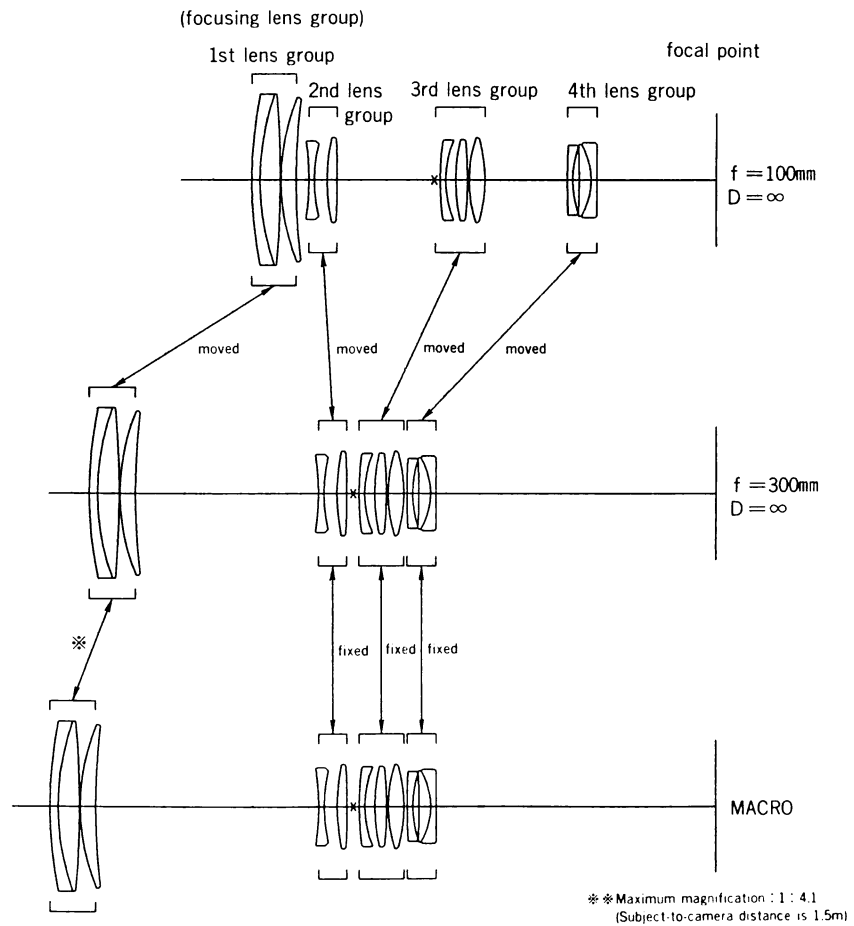 (focusing lens group)
1st lens group
2nd lens
group
3rd lens group
4th lens group
focal point
f = 100mm
D = ∞
moved
moved
moved
moved
f = 300mm
D = ∞
※
fixed
fixed
fixed
MACRO
※※Maximum magnification : 1 : 4.1
(Subject-to-camera distance is 1.5m)